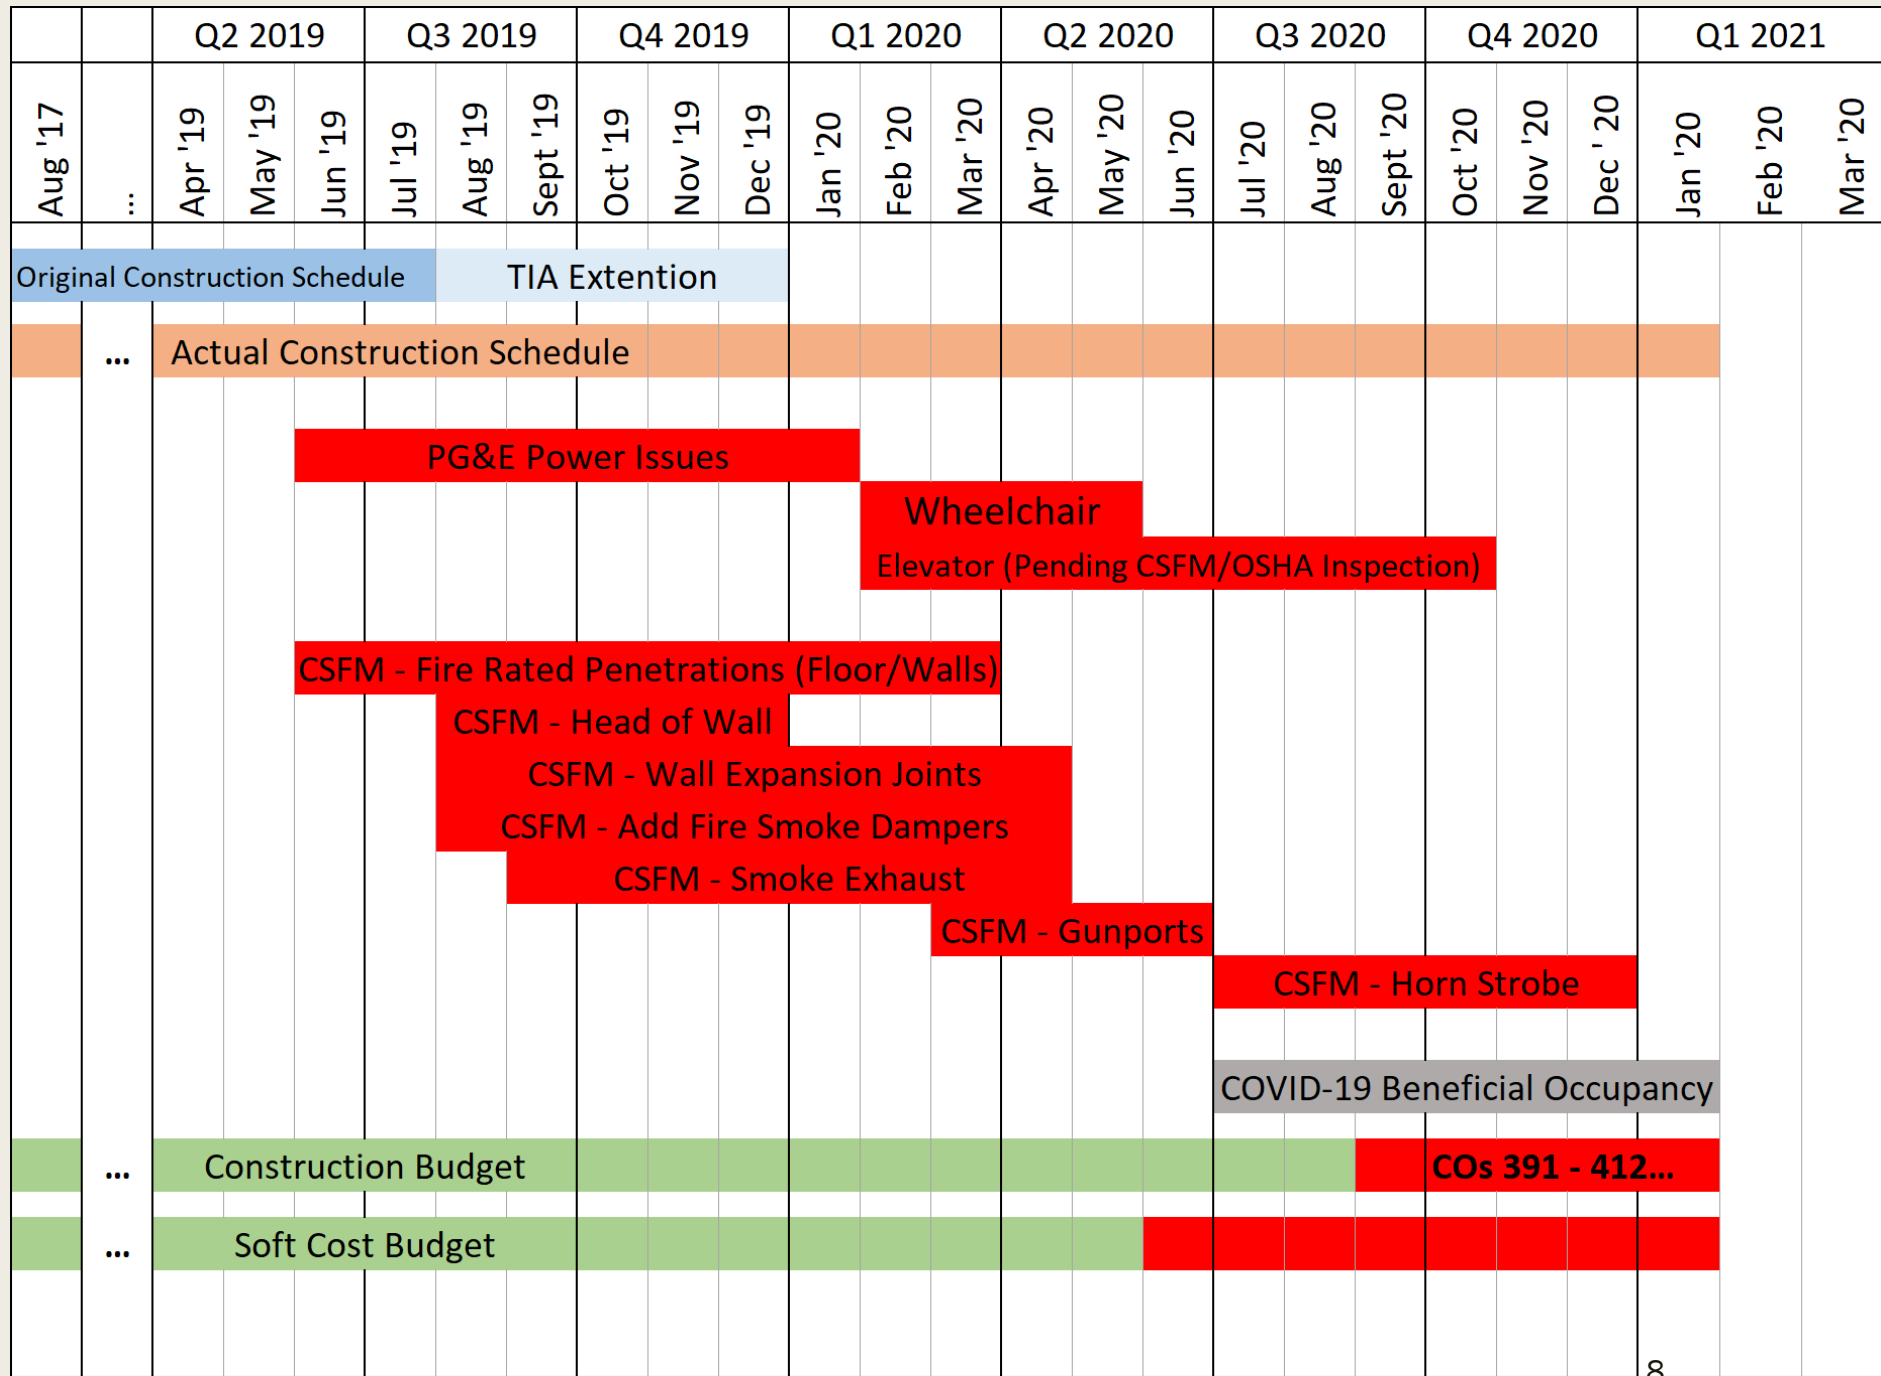 Q2 2019 Q3 2019 Q4 2019 Q1 2020 Q2 2020 Q3 2020 Q4 2020 Q1 2021
Aug '17 ... Apr '19 May '19 Jun '19 Jul '19 Aug '19 Sept '19 Oct '19 Nov '19 Dec '19 Jan '20 Feb '20 Mar '20 Apr '20 May '20 Jun '20 Jul '20 Aug '20 Sept '20 Oct '20 Nov '20 Dec ' 20 Jan '20 Feb '20 Mar '20
Original Construction Schedule TIA Extention
... Actual Construction Schedule
PG&E Power Issues
Wheelchair
Elevator (Pending CSFM/OSHA Inspection)
CSFM - Fire Rated Penetrations (Floor/Walls)
CSFM - Head of Wall
CSFM - Wall Expansion Joints
CSFM - Add Fire Smoke Dampers
CSFM - Smoke Exhaust
CSFM - Gunports
CSFM - Horn Strobe
COVID-19 Beneficial Occupancy
... Construction Budget COs 391 - 412...
... Soft Cost Budget
8